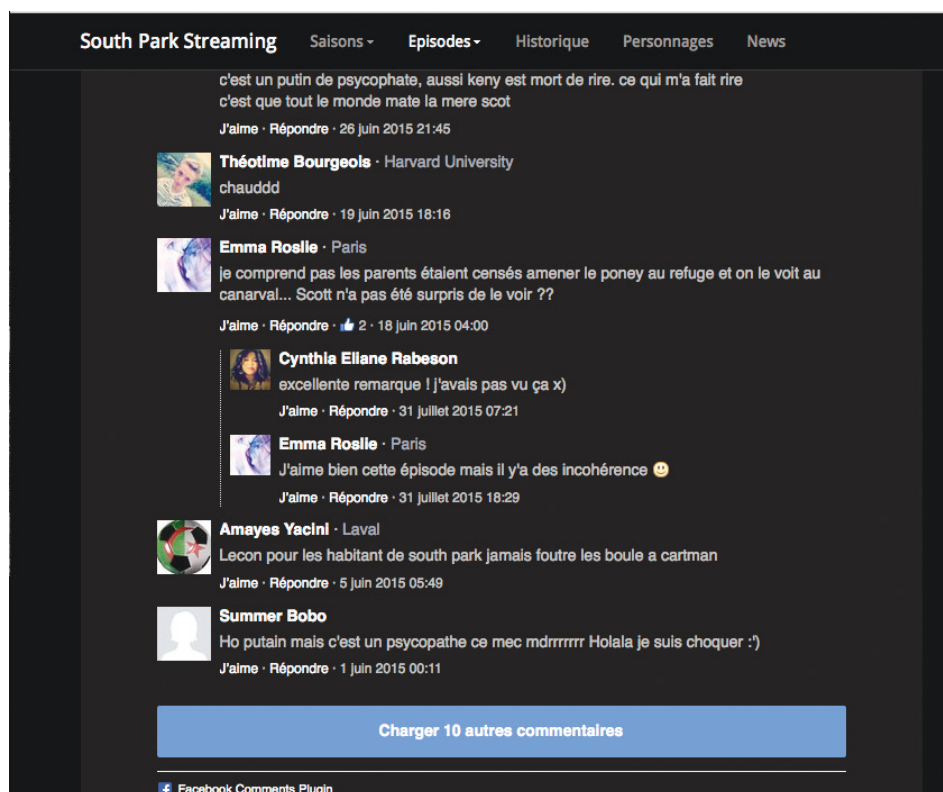 South Park Streaming Saisons Episodes Historique Personnages News
c'est un putin de psycophate, aussi keny est mort de rire. ce qui m'a fait rire
c'est que tout le monde mate la mere scot
J'aime · Répondre · 26 juin 2015 21:45
Théotime Bourgeois · Harvard University
chauddd
J'aime · Répondre · 19 juin 2015 18:16
Emma Roslie · Paris
je comprend pas les parents étaient censés amener le poney au refuge et on le voit au
canarval... Scott n'a pas été surpris de le voir ??
J'aime · Répondre · 2 · 18 juin 2015 04:00
Cynthia Eliane Rabeson
excellente remarque ! j'avais pas vu ça x)
J'aime · Répondre · 31 juillet 2015 07:21
Emma Roslie · Paris
J'aime bien cette épisode mais il y'a des incohérence
J'aime · Répondre · 31 juillet 2015 18:29
Amayes Yacini · Laval
Lecon pour les habitant de south park jamais foutre les boule a cartman
J'aime · Répondre · 5 juin 2015 05:49
Summer Bobo
Ho putain mais c'est un psycopathe ce mec mdrrrrrrr Holala je suis choquer :')
J'aime · Répondre · 1 juin 2015 00:11
Charger 10 autres commentaires
Facebook Comments Plugin